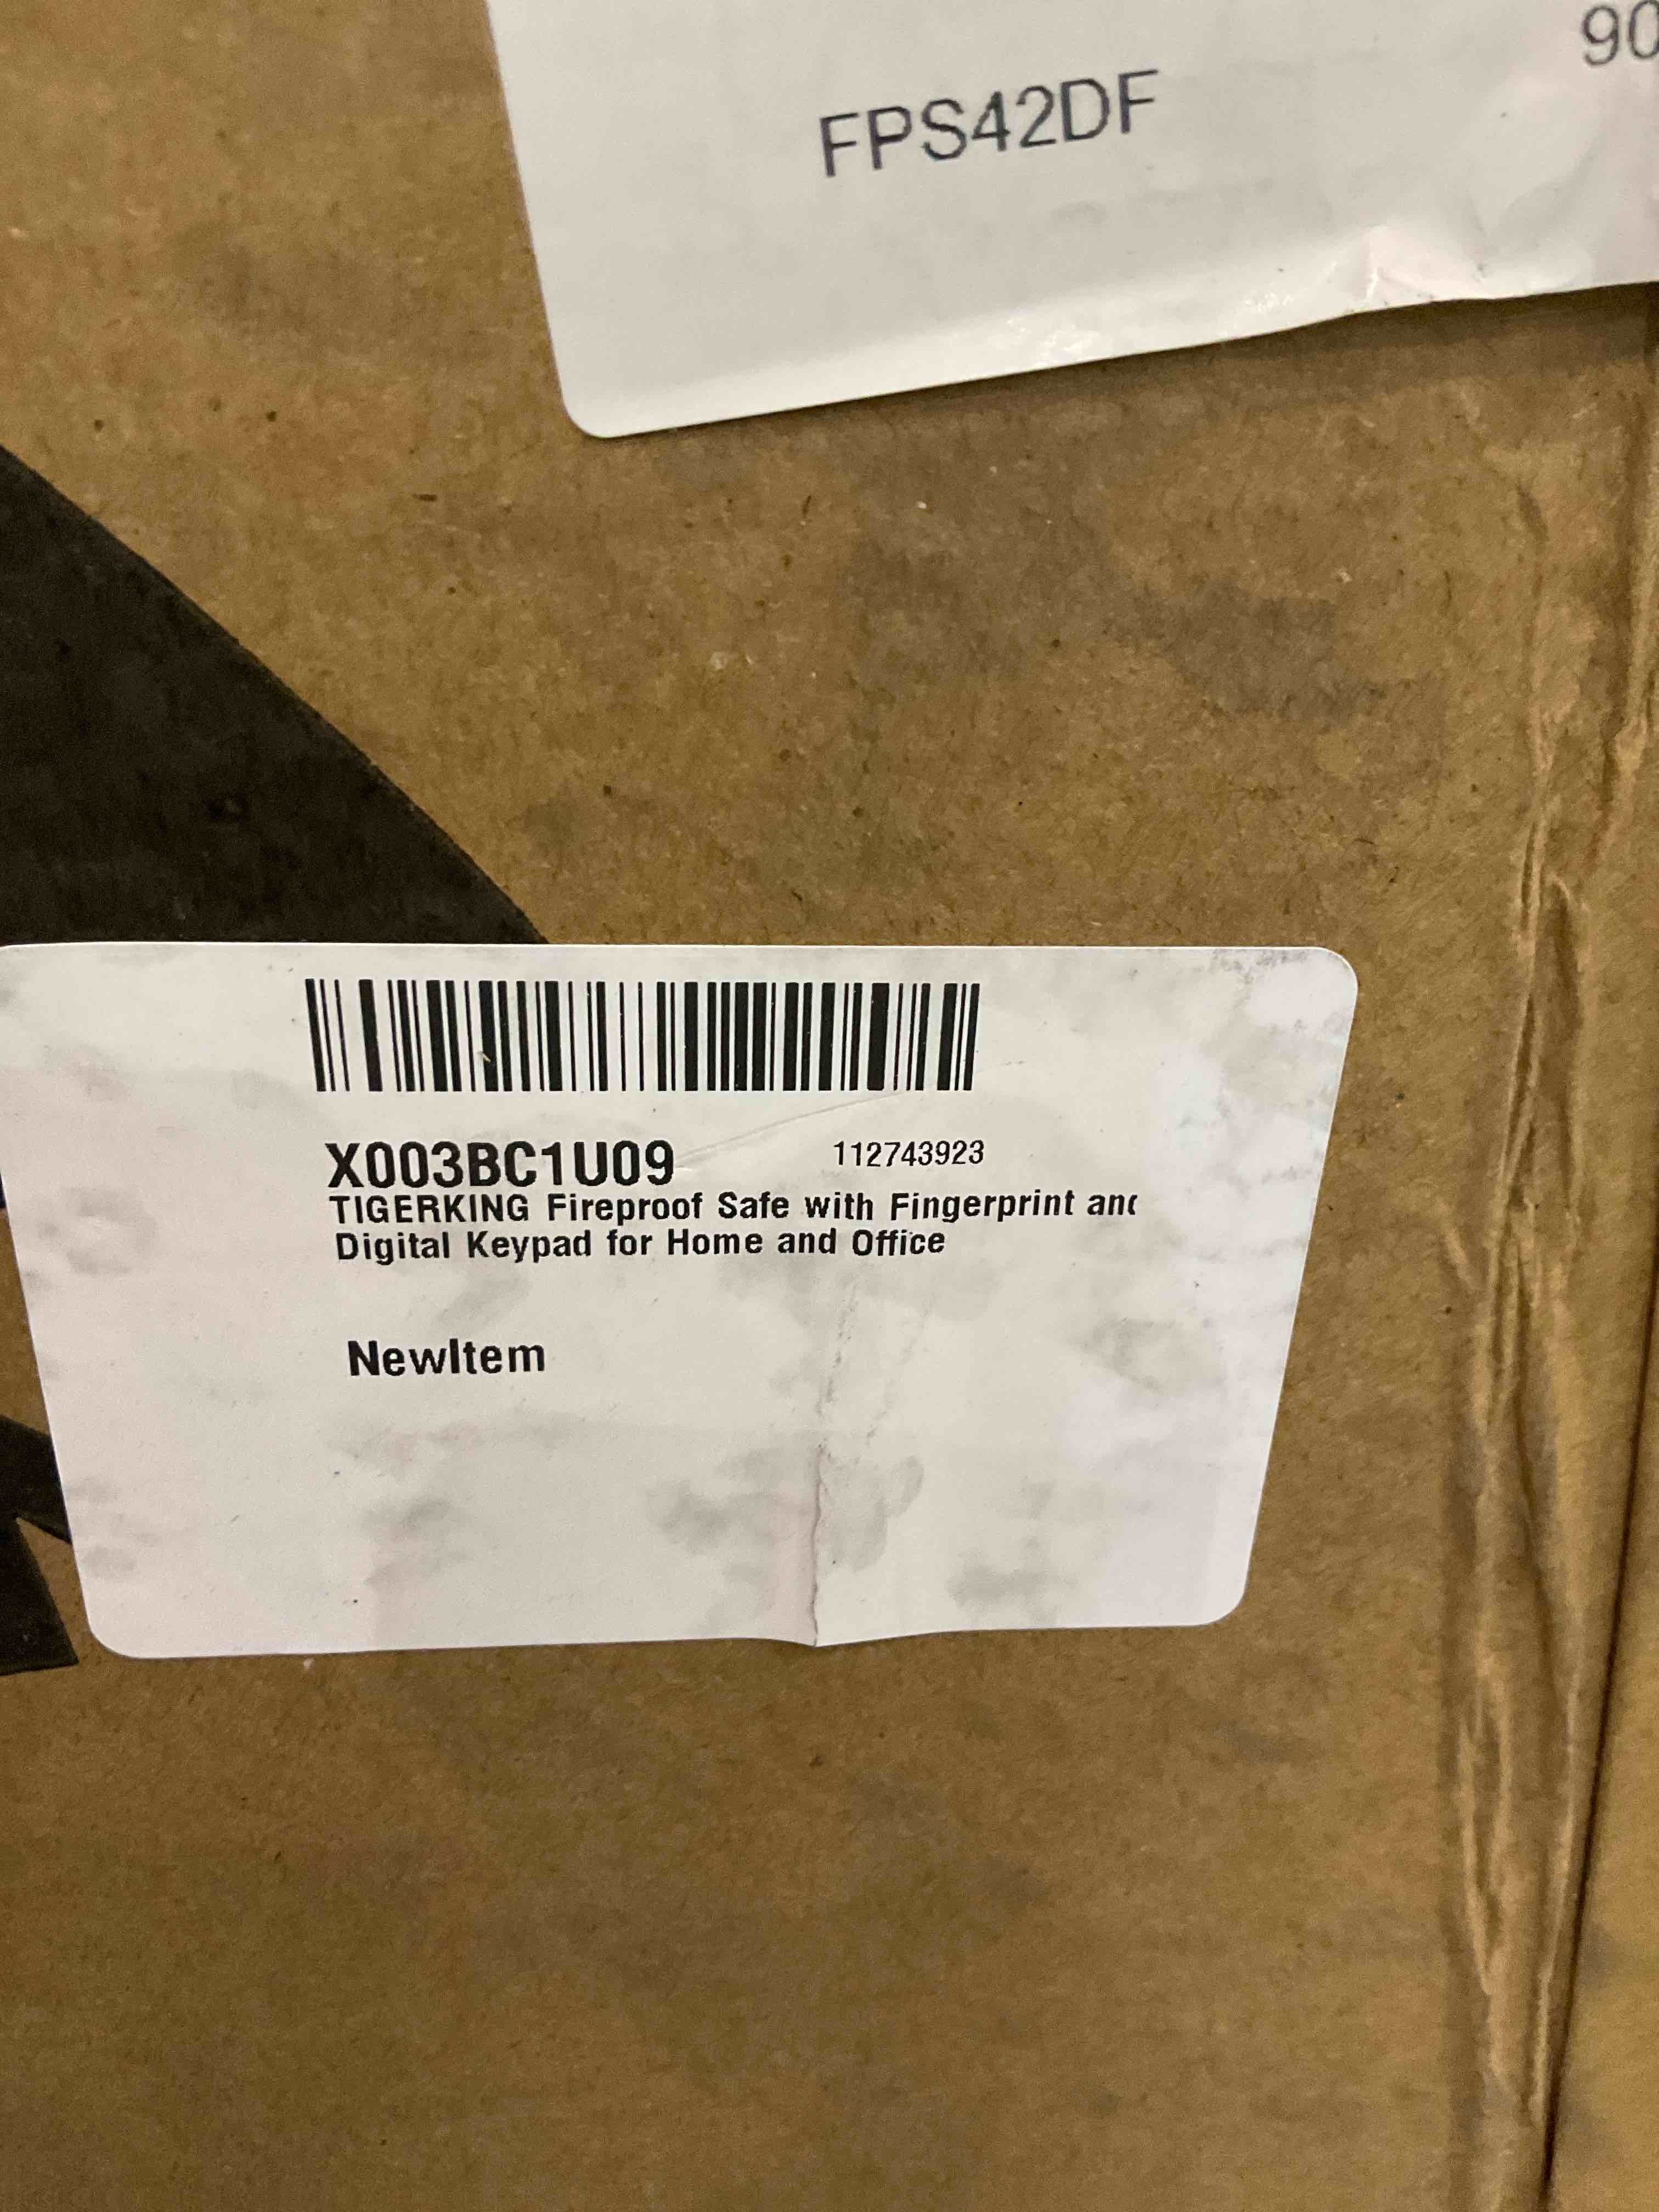 90
FPS42DF
X003BC1U09 112743923
TIGERKING Fireproof Safe with Fingerprint and
Digital Keypad for Home and Office
NewItem